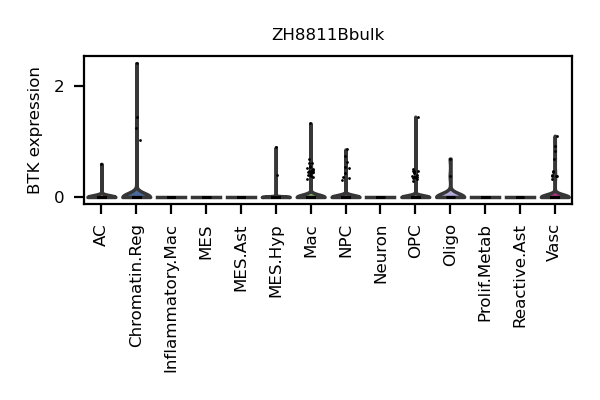 ZH8811Bbulk
BTK expression
2
0
AC
Chromatin.Reg
Inflammatory.Mac
MES
MES.Ast
MES.Hyp
Mac
NPC
Neuron
OPC
Oligo
Prolif.Metab
Reactive.Ast
Vasc